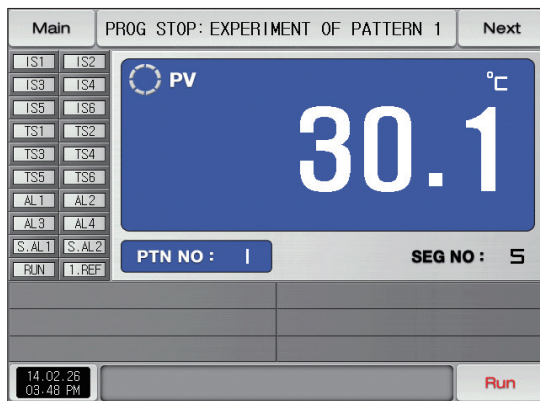 Main PROG STOP: EXPERIMENT OF PATTERN 1 Next
IS1 IS2
IS3 IS4
IS5 IS6
TS1 TS2
TS3 TS4
TS5 TS6
AL1 AL2
AL3 AL4
S.AL1 S.AL2
RUN 1.REF
PV °C
30.1
PTN NO : 1 SEG NO : 5
14.02.26
03:48 PM
Run